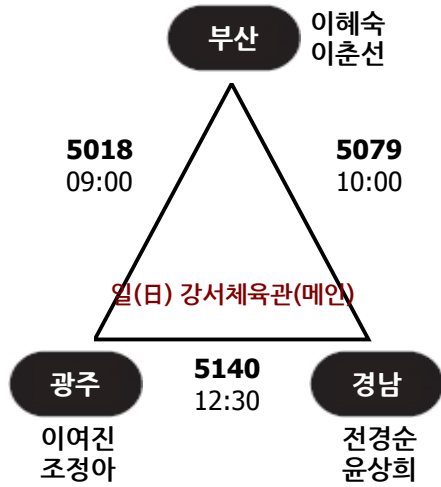 부산
이혜숙
이춘선
5018
09:00
5079
10:00
일(日) 강서체육관(메인)
광주
이여진
조정아
5140
12:30
경남
전경순
윤상희